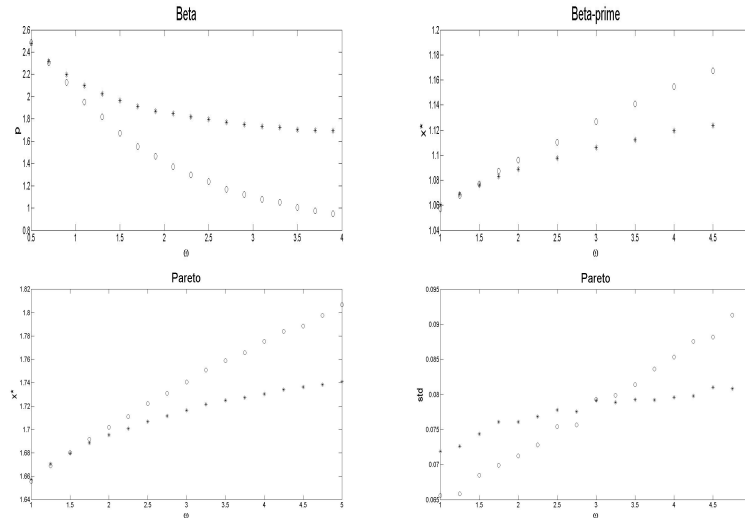 Beta
2.6
2.4
2.2
2
1.8
1.6
1.4
1.2
1
0.8
p
0.5 1 1.5 2 2.5 3 3.5 4
ω
Beta-prime
1.2
1.18
1.16
1.14
1.12
1.1
1.08
1.06
1.04
x*
1 1.5 2 2.5 3 3.5 4 4.5
ω
Pareto
1.82
1.8
1.78
1.76
1.74
1.72
1.7
1.68
1.66
1.64
x*
1 1.5 2 2.5 3 3.5 4 4.5 5
ω
Pareto
0.095
0.09
0.085
0.08
0.075
0.07
0.065
std
1 1.5 2 2.5 3 3.5 4 4.5
ω